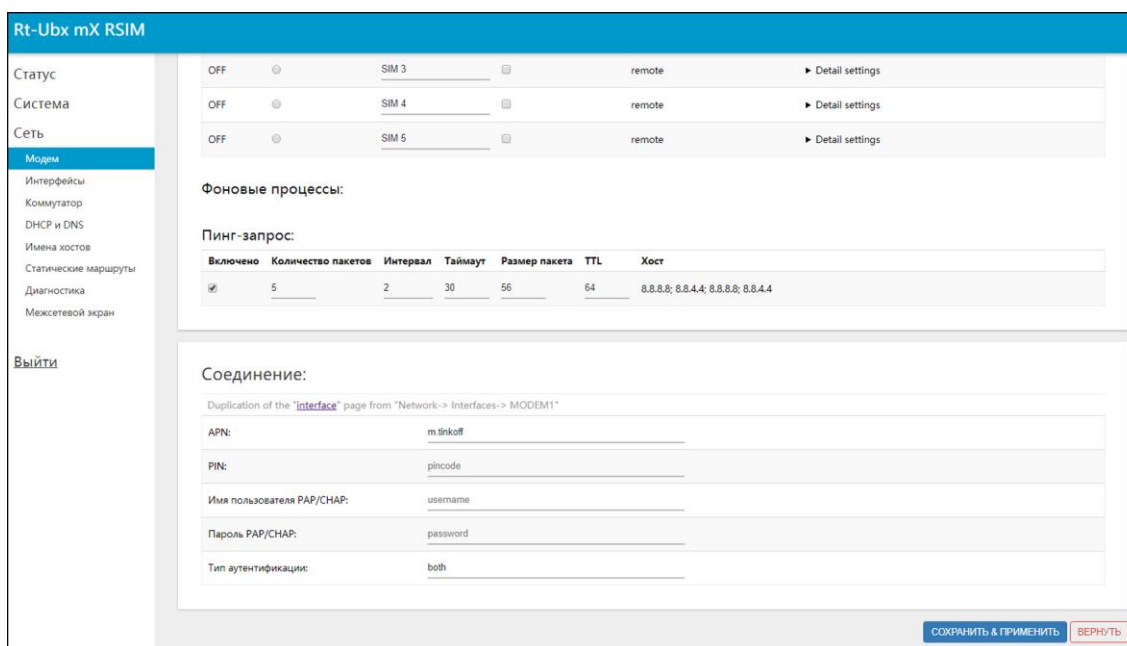 Rt-Ubx mX RSIM
Статус
Система
Сеть
Модем
Интерфейсы
Коммутатор
DHCP и DNS
Имена хостов
Статические маршруты
Диагностика
Межсетевой экран
Выйти
OFF SIM 3 remote ► Detail settings
OFF SIM 4 remote ► Detail settings
OFF SIM 5 remote ► Detail settings
Фоновые процессы:
Пинг-запрос:
Включено Количество пакетов Интервал Таймаут Размер пакета TTL Хост
5 2 30 56 64 8.8.8.8; 8.8.4.4; 8.8.8.8; 8.8.4.4
Соединение:
Duplication of the "interface" page from "Network-> Interfaces-> MODEM1"
APN: m.tinkoff
PIN: pincode
Имя пользователя PAP/CHAP: username
Пароль PAP/CHAP: password
Тип аутентификации: both
СОХРАНИТЬ & ПРИМЕНИТЬ ВЕРНУТЬ